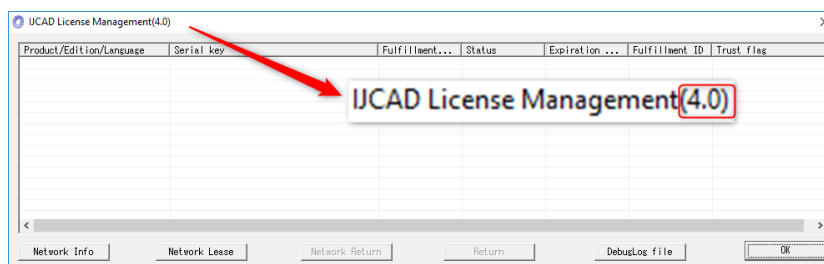 IJCAD License Management(4.0)
Product/Edition/Language Serial key Fulfillment... Status Expiration ... Fulfillment ID Trust flag
IJCAD License Management(4.0)
Network Info Network Lease Network Return Return DebugLog file OK